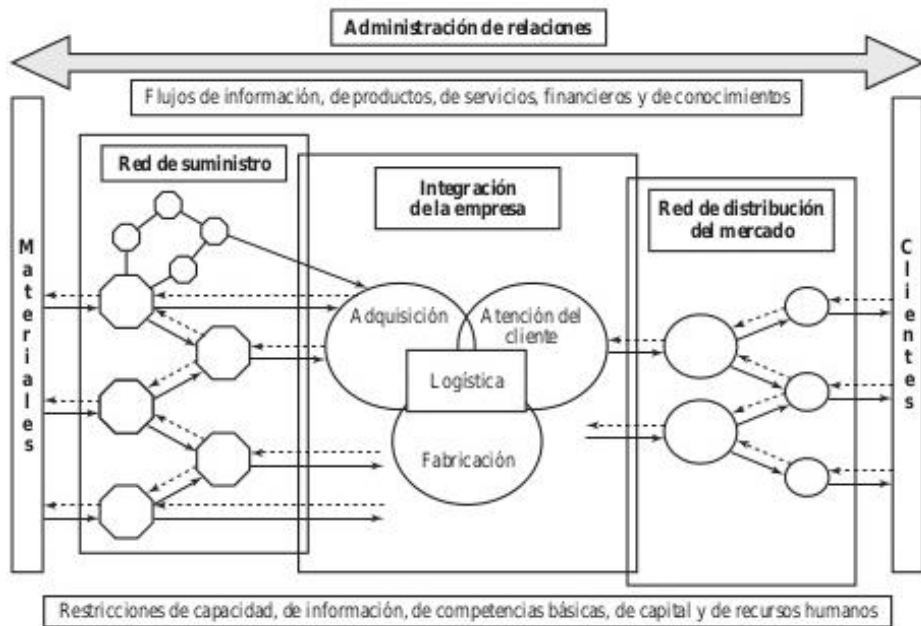 Administración de relaciones
Flujos de información, de productos, de servicios, financieros y de conocimientos
Red de suministro
Integración
de la empresa
Red de distribución
del mercado
Materiales
Clientes
Adquisición
Atención del
cliente
Logística
Fabricación
Restricciones de capacidad, de información, de competencias básicas, de capital y de recursos humanos